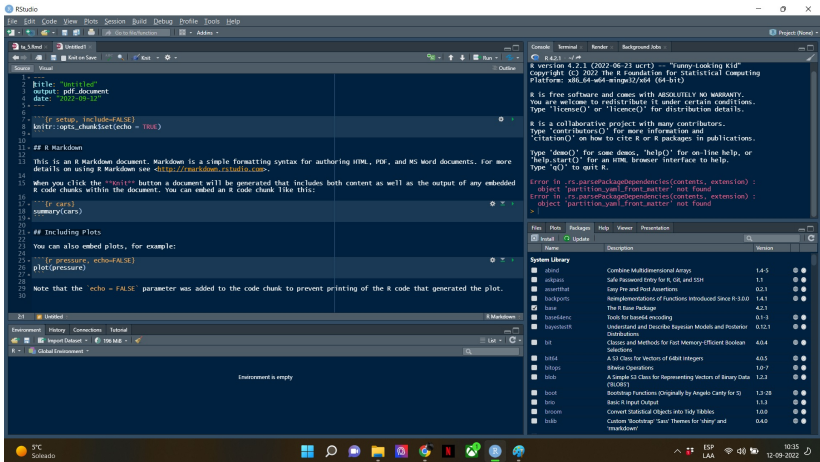 RStudio
File Edit Code View Plots Session Build Debug Profile Tools Help
Go to file/function Addins Project: (None)
ta_5.Rmd Untitled1
Knit on Save Knit Run
Source Visual Outline
1 ---
2 title: "Untitled"
3 output: pdf_document
4 date: "2022-09-12"
5 ---
6
7 ```{r setup, include=FALSE}
8 knitr::opts_chunk$set(echo = TRUE)
9 ```
10
11 ## R Markdown
12
13 This is an R Markdown document. Markdown is a simple formatting syntax for authoring HTML, PDF, and MS Word documents. For more
details on using R Markdown see <http://rmarkdown.rstudio.com>.
14
15 When you click the **Knit** button a document will be generated that includes both content as well as the output of any embedded
R code chunks within the document. You can embed an R code chunk like this:
16
17 ```{r cars}
18 summary(cars)
19 ```
20
21 ## Including Plots
22
23 You can also embed plots, for example:
24
25 ```{r pressure, echo=FALSE}
26 plot(pressure)
27 ```
28
29 Note that the `echo = FALSE` parameter was added to the code chunk to prevent printing of the R code that generated the plot.
30
2:1 Untitled R Markdown
Environment History Connections Tutorial
Import Dataset 196 MiB List
R Global Environment
Environment is empty
Console Terminal Render Background Jobs
R 4.2.1 ~/
R version 4.2.1 (2022-06-23 ucrt) -- "Funny-Looking Kid"
Copyright (C) 2022 The R Foundation for Statistical Computing
Platform: x86_64-w64-mingw32/x64 (64-bit)
R is free software and comes with ABSOLUTELY NO WARRANTY.
You are welcome to redistribute it under certain conditions.
Type 'license()' or 'licence()' for distribution details.
R is a collaborative project with many contributors.
Type 'contributors()' for more information and
'citation()' on how to cite R or R packages in publications.
Type 'demo()' for some demos, 'help()' for on-line help, or
'help.start()' for an HTML browser interface to help.
Type 'q()' to quit R.
Error in .rs.parsePackageDependencies(contents, extension) :
object 'partition_yaml_front_matter' not found
Error in .rs.parsePackageDependencies(contents, extension) :
object 'partition_yaml_front_matter' not found
>
Files Plots Packages Help Viewer Presentation
Install Update
Name Description Version
System Library
abind Combine Multidimensional Arrays 1.4-5
askpass Safe Password Entry for R, Git, and SSH 1.1
assertthat Easy Pre and Post Assertions 0.2.1
backports Reimplementations of Functions Introduced Since R-3.0.0 1.4.1
base The R Base Package 4.2.1
base64enc Tools for base64 encoding 0.1-3
bayestestR Understand and Describe Bayesian Models and Posterior 0.12.1
Distributions
bit Classes and Methods for Fast Memory-Efficient Boolean 4.0.4
Selections
bit64 A S3 Class for Vectors of 64bit Integers 4.0.5
bitops Bitwise Operations 1.0-7
blob A Simple S3 Class for Representing Vectors of Binary Data 1.2.3
('BLOBS')
boot Bootstrap Functions (Originally by Angelo Canty for S) 1.3-28
brio Basic R Input Output 1.1.3
broom Convert Statistical Objects into Tidy Tibbles 1.0.0
bslib Custom 'Bootstrap' 'Sass' Themes for 'shiny' and 0.4.0
'rmarkdown'
5°C
Soleado
ESP
LAA
10:35
12-09-2022